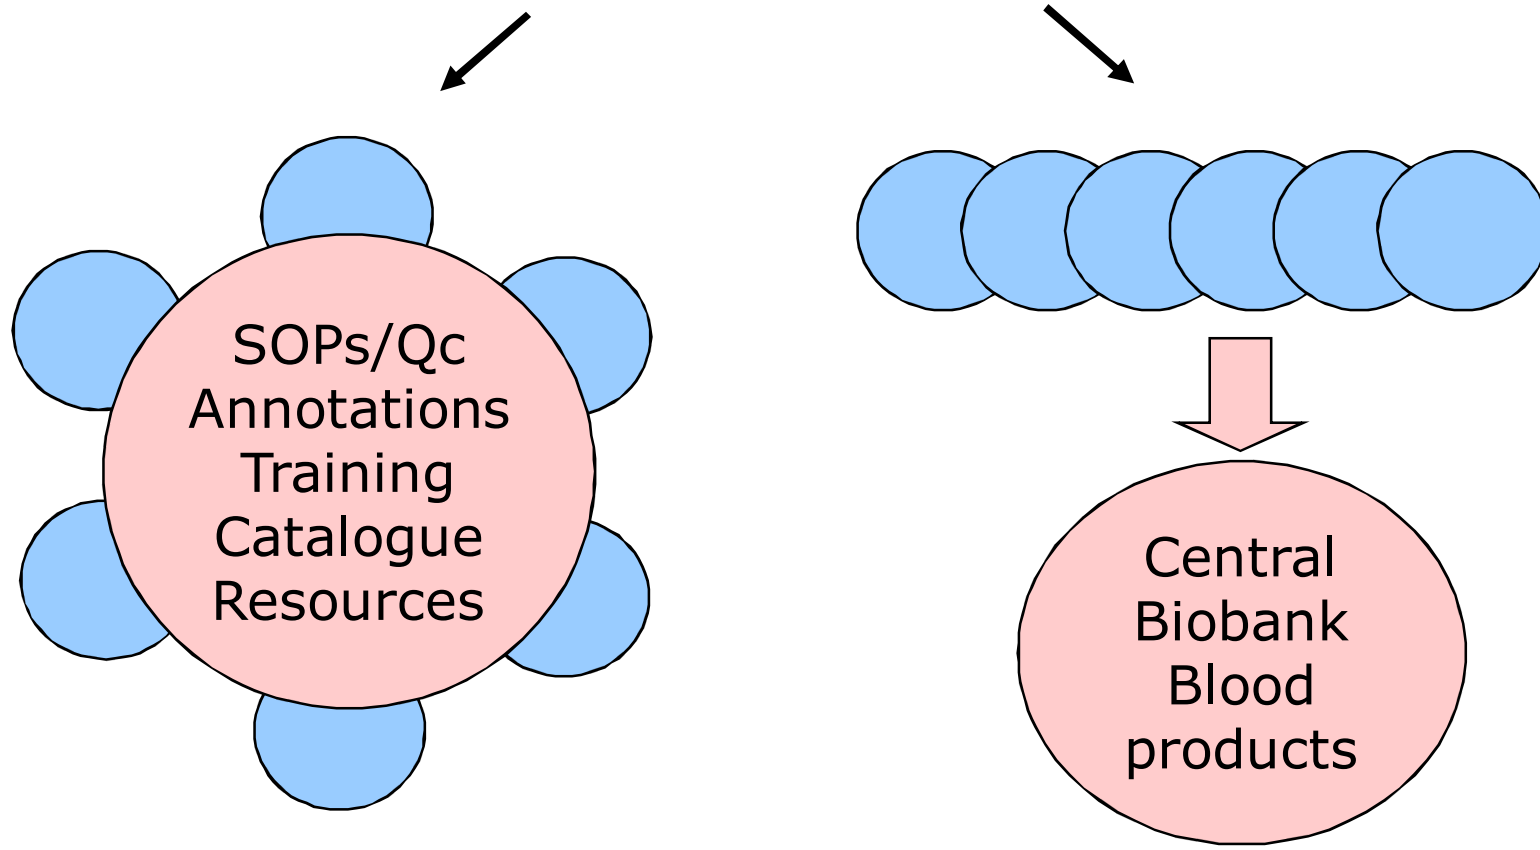 SOPs/Qc
Annotations
Training
Catalogue
Resources
Central
Biobank
Blood
products